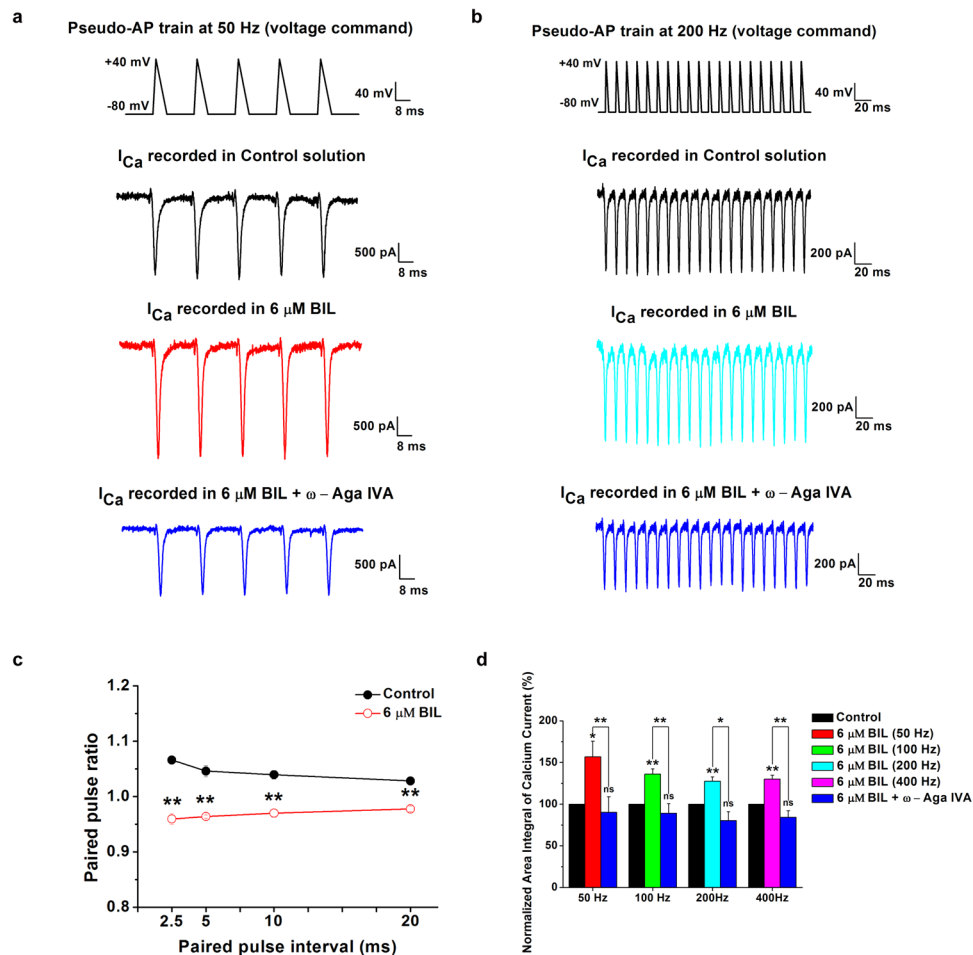 a
Pseudo-AP train at 50 Hz (voltage command)
+40 mV
-80 mV
40 mV
8 ms
I_Ca recorded in Control solution
500 pA
8 ms
I_Ca recorded in 6 μM BIL
500 pA
8 ms
I_Ca recorded in 6 μM BIL + ω – Aga IVA
500 pA
8 ms
b
Pseudo-AP train at 200 Hz (voltage command)
+40 mV
-80 mV
40 mV
20 ms
I_Ca recorded in Control solution
200 pA
20 ms
I_Ca recorded in 6 μM BIL
200 pA
20 ms
I_Ca recorded in 6 μM BIL + ω – Aga IVA
200 pA
20 ms
c
Paired pulse ratio
1.2
1.1
1.0
0.9
0.8
Control
6 μM BIL
** ** ** **
2.5 5 10 20
Paired pulse interval (ms)
d
Normalized Area Integral of Calcium Current (%)
200
150
100
50
0
** ** * **
* ** ** **
ns ns ns ns
50 Hz 100 Hz 200Hz 400Hz
Control
6 μM BIL (50 Hz)
6 μM BIL (100 Hz)
6 μM BIL (200 Hz)
6 μM BIL (400 Hz)
6 μM BIL + ω – Aga IVA